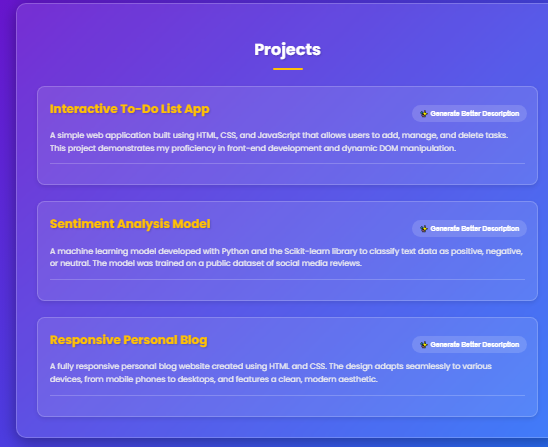 Projects
Interactive To-Do List App
Generate Better Description
A simple web application built using HTML, CSS, and JavaScript that allows users to add, manage, and delete tasks.
This project demonstrates my proficiency in front-end development and dynamic DOM manipulation.
Sentiment Analysis Model
Generate Better Description
A machine learning model developed with Python and the Scikit-learn library to classify text data as positive, negative,
or neutral. The model was trained on a public dataset of social media reviews.
Responsive Personal Blog
Generate Better Description
A fully responsive personal blog website created using HTML and CSS. The design adapts seamlessly to various
devices, from mobile phones to desktops, and features a clean, modern aesthetic.